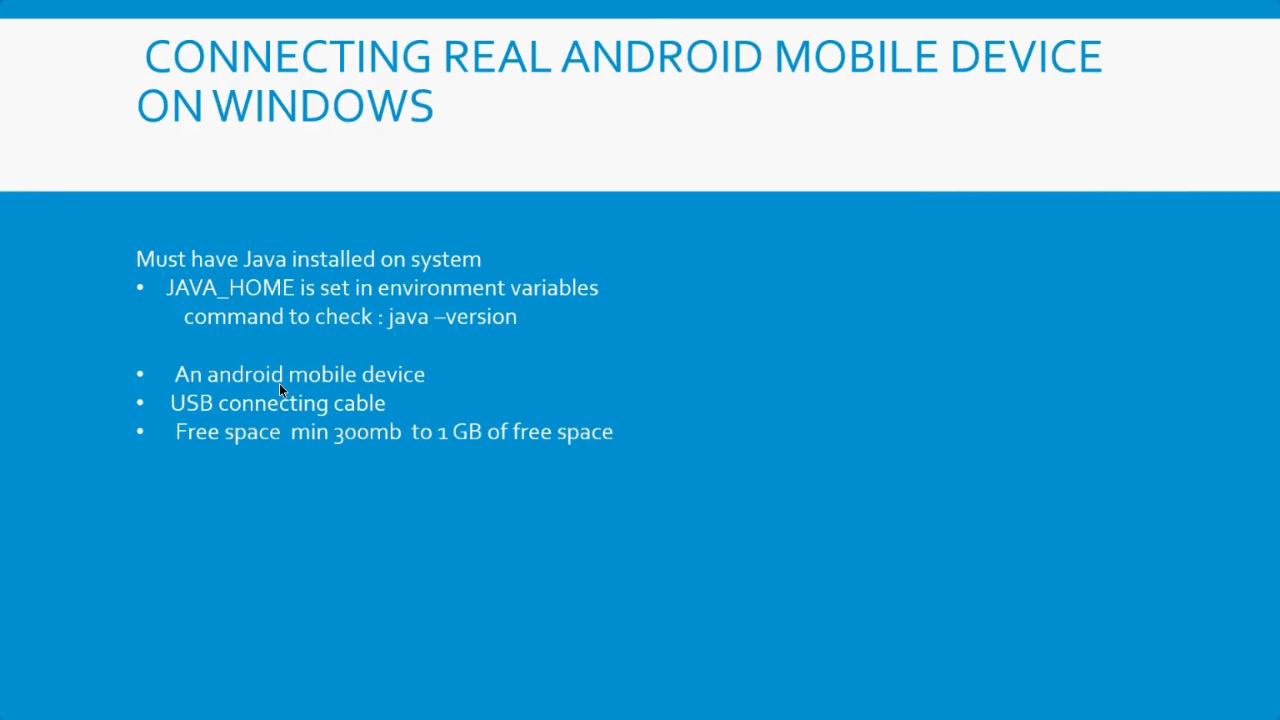 CONNECTING REAL ANDROID MOBILE DEVICE
ON WINDOWS
Must have Java installed on system
• JAVA_HOME is set in environment variables
command to check : java –version
• An android mobile device
• USB connecting cable
• Free space min 300mb to 1 GB of free space